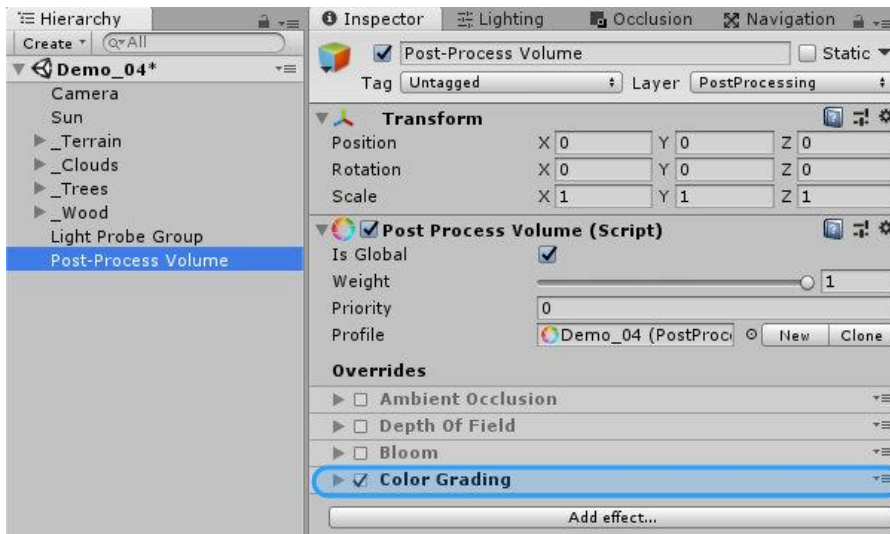 Hierarchy
Create All
Demo_04*
Camera
Sun
_Terrain
_Clouds
_Trees
_Wood
Light Probe Group
Post-Process Volume
Inspector Lighting Occlusion Navigation
Post-Process Volume Static
Tag Untagged Layer PostProcessing
Transform
Position X 0 Y 0 Z 0
Rotation X 0 Y 0 Z 0
Scale X 1 Y 1 Z 1
Post Process Volume (Script)
Is Global
Weight 1
Priority 0
Profile Demo_04 (PostProc New Clone
Overrides
Ambient Occlusion
Depth Of Field
Bloom
Color Grading
Add effect...